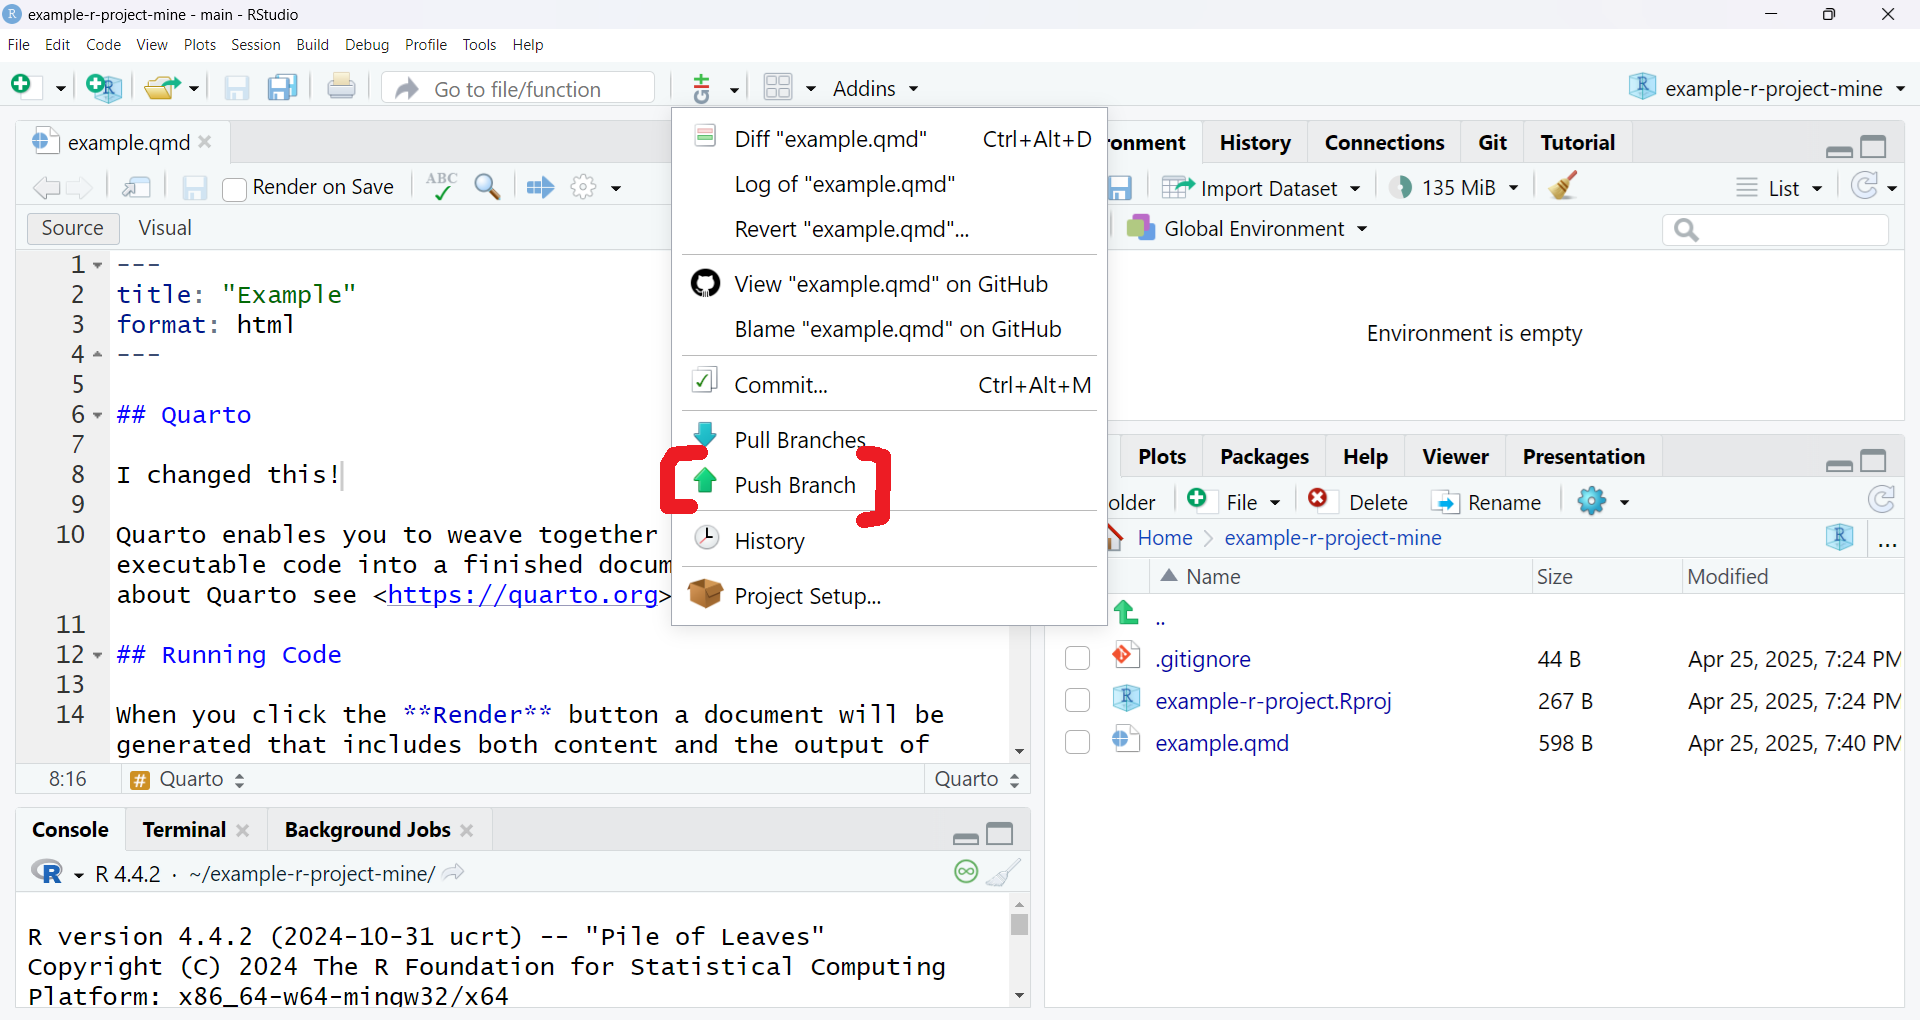 example-r-project-mine - main - RStudio
File Edit Code View Plots Session Build Debug Profile Tools Help
Go to file/function
Addins
example-r-project-mine
example.qmd
Render on Save
ABC
Source Visual
1 ---
2 title: "Example"
3 format: html
4 ---
5
6 ## Quarto
7
8 I changed this!
9
10 Quarto enables you to weave together
executable code into a finished docum
about Quarto see <https://quarto.org>
11
12 ## Running Code
13
14 When you click the **Render** button a document will be
generated that includes both content and the output of
8:16 # Quarto Quarto
Diff "example.qmd" Ctrl+Alt+D
Log of "example.qmd"
Revert "example.qmd"...
View "example.qmd" on GitHub
Blame "example.qmd" on GitHub
Commit... Ctrl+Alt+M
Pull Branches
Push Branch
History
Project Setup...
Console Terminal Background Jobs
R 4.4.2 · ~/example-r-project-mine/
R version 4.4.2 (2024-10-31 ucrt) -- "Pile of Leaves"
Copyright (C) 2024 The R Foundation for Statistical Computing
Platform: x86_64-w64-mingw32/x64
ronment History Connections Git Tutorial
Import Dataset 135 MiB List
Global Environment
Environment is empty
Plots Packages Help Viewer Presentation
older File Delete Rename
Home example-r-project-mine ...
Name Size Modified
..
.gitignore 44 B Apr 25, 2025, 7:24 PM
example-r-project.Rproj 267 B Apr 25, 2025, 7:24 PM
example.qmd 598 B Apr 25, 2025, 7:40 PM